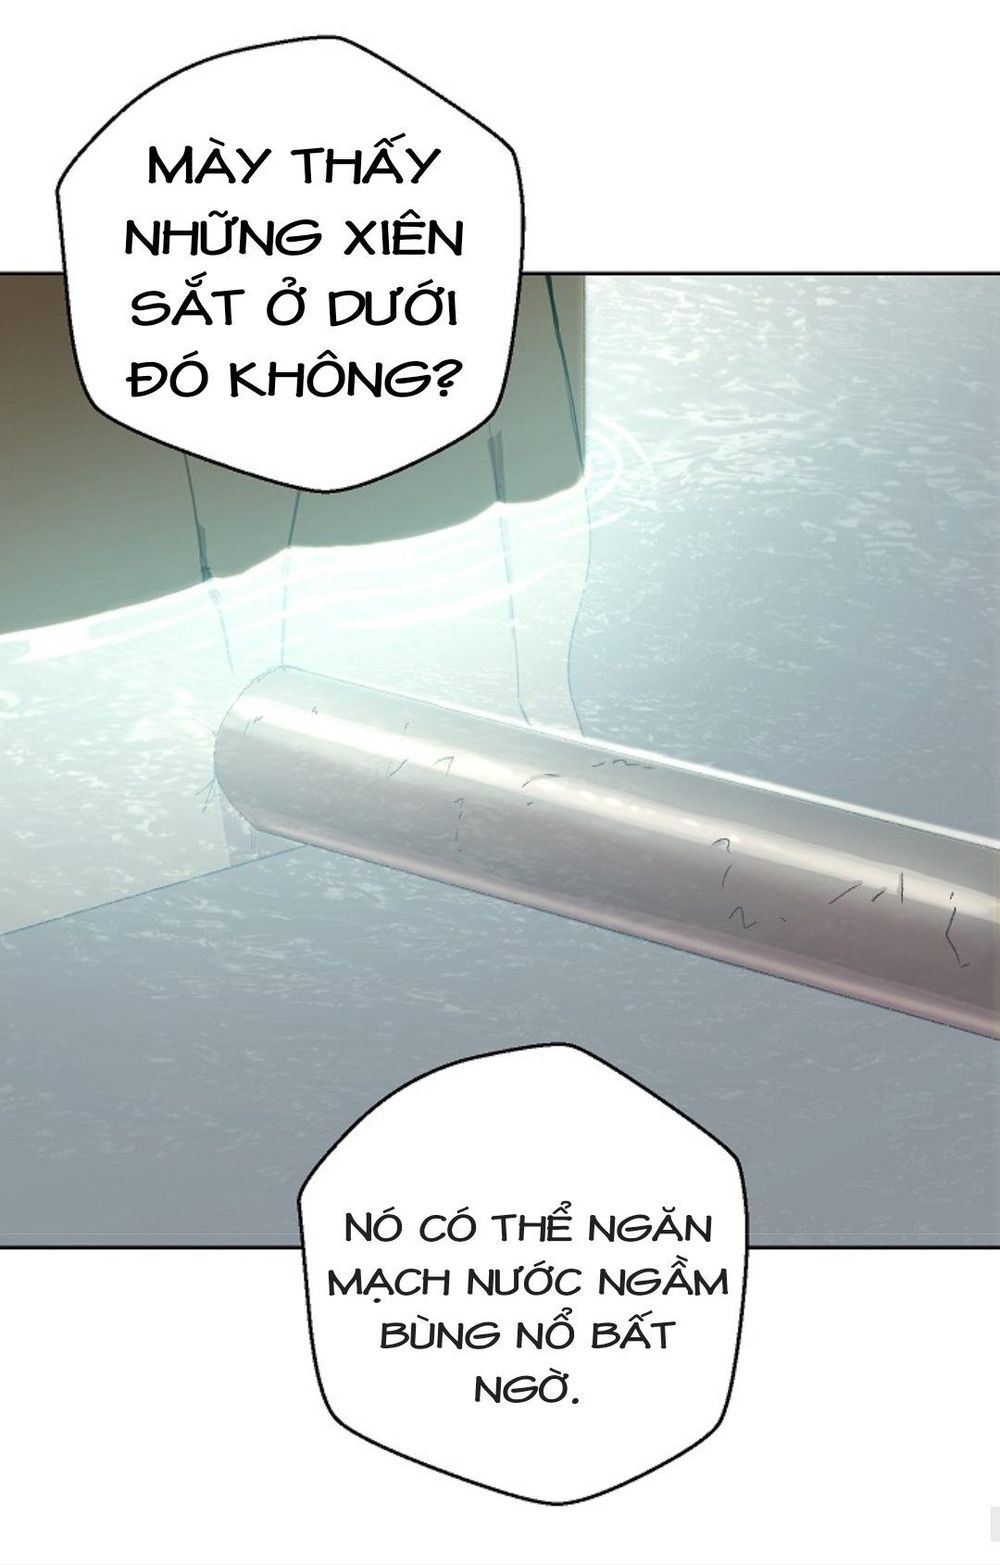 MÀY THẤY
NHỮNG XIÊN
SẮT Ở DƯỚI
ĐÓ KHÔNG?
NÓ CÓ THỂ NGĂN
MẠCH NƯỚC NGẦM
BÙNG NỔ BẤT
NGỜ.